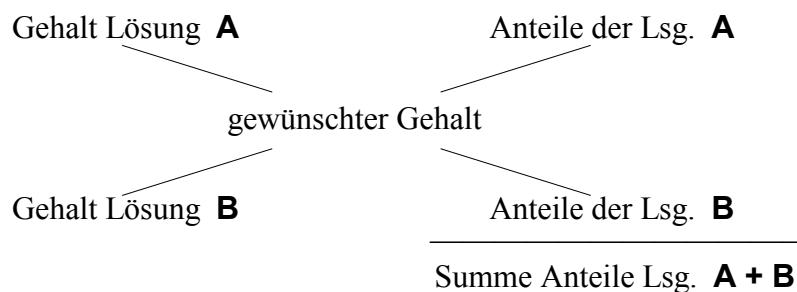 Gehalt Lösung A Anteile der Lsg. A
gewünschter Gehalt
Gehalt Lösung B Anteile der Lsg. B
Summe Anteile Lsg. A + B